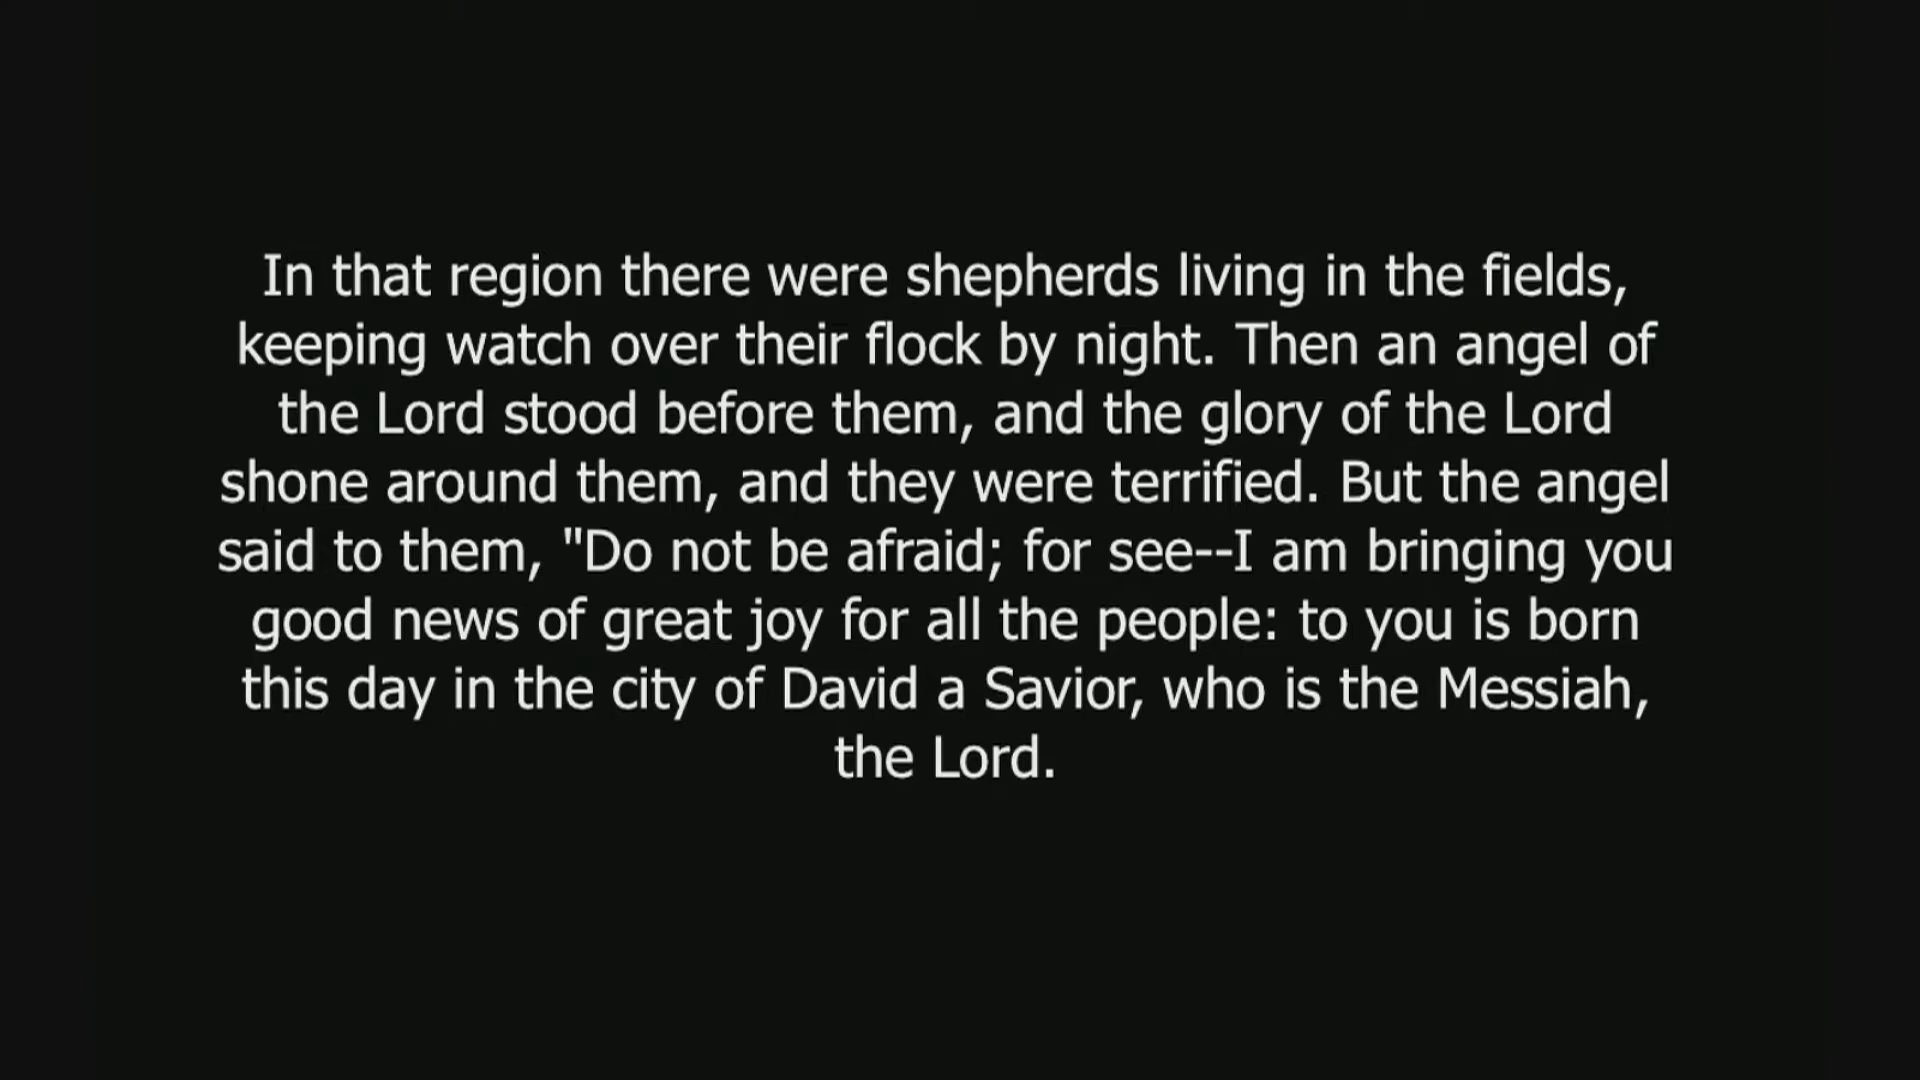 In that region there were shepherds living in the fields,
keeping watch over their flock by night. Then an angel of
the Lord stood before them, and the glory of the Lord
shone around them, and they were terrified. But the angel
said to them, "Do not be afraid; for see--I am bringing you
good news of great joy for all the people: to you is born
this day in the city of David a Savior, who is the Messiah,
the Lord.